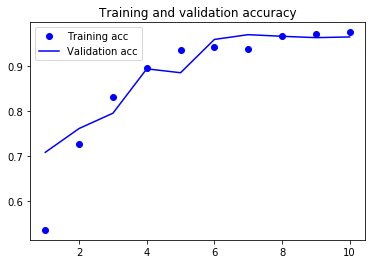 Training and validation accuracy
Training acc
Validation acc
0.9
0.8
0.7
0.6
2 4 6 8 10